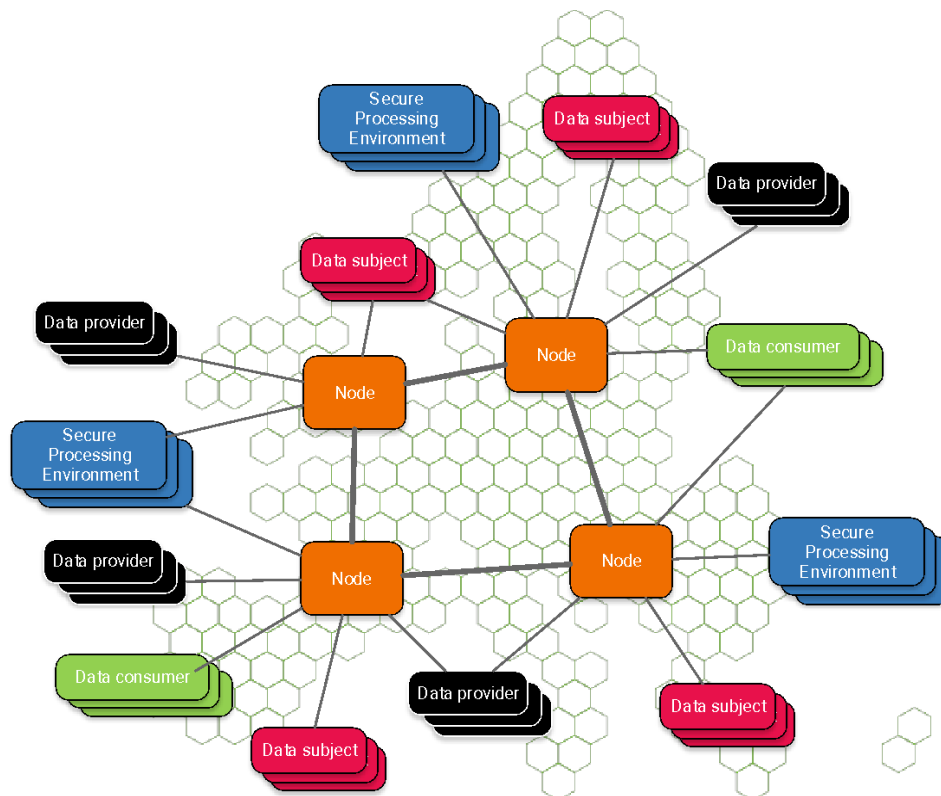 Secure
Processing
Environment
Data subject
Data provider
Data subject
Data provider
Node
Data consumer
Node
Secure
Processing
Environment
Data provider
Node
Node
Secure
Processing
Environment
Data consumer
Data provider
Data subject
Data subject